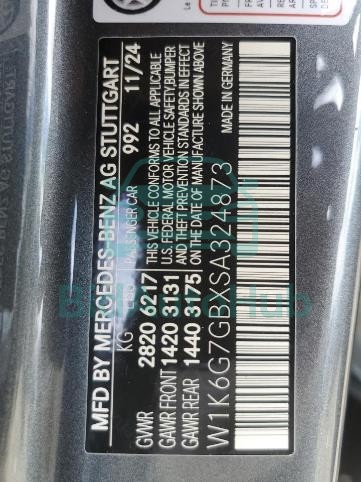 MFD BY MERCEDES-BENZ AG STUTTGART
KG LBS PASSENGER CAR 992 11/24
GVWR 2820 6217 THIS VEHICLE CONFORMS TO ALL APPLICABLE
GAWR FRONT 1420 3131 U.S. FEDERAL MOTOR VEHICLE SAFETY, BUMPER
GAWR REAR 1440 3175 AND THEFT PREVENTION STANDARDS IN EFFECT
ON THE DATE OF MANUFACTURE SHOWN ABOVE
W1K6G7GBXSA324873 MADE IN GERMANY